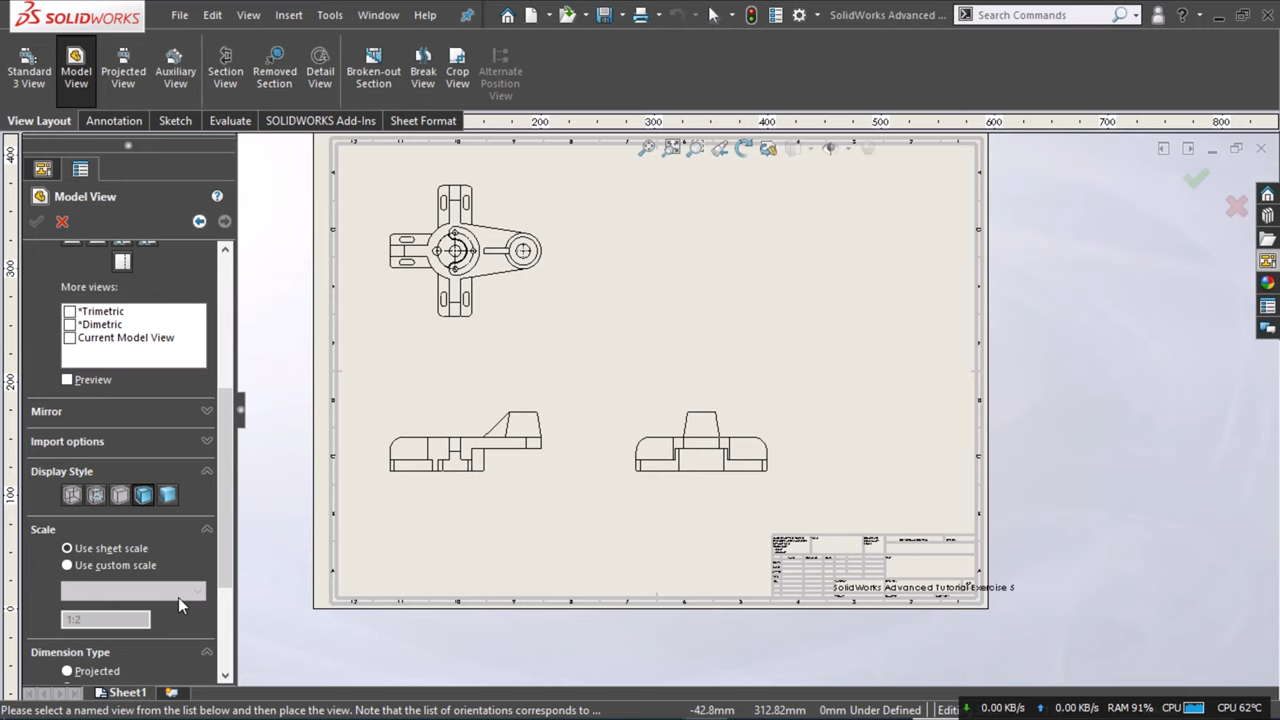 SOLIDWORKS File Edit View Insert Tools Window Help SolidWorks Advanced ... Search Commands ?
Standard 3 View
Model View
Projected View
Auxiliary View
Section View
Removed Section
Detail View
Broken-out Section
Break View
Crop View
Alternate Position View
View Layout Annotation Sketch Evaluate SOLIDWORKS Add-Ins Sheet Format
200 300 400 500 600 700 800
400
300
200
100
0
Model View ?
More views:
*Trimetric
*Dimetric
Current Model View
Preview
Mirror
Import options
Display Style
Scale
Use sheet scale
Use custom scale
1:2
Dimension Type
Projected
SolidWorks Advanced Tutorial Exercise 5
Sheet1
Please select a named view from the list below and then place the view. Note that the list of orientations corresponds to ... -42.8mm 312.82mm 0mm Under Defined
0.00 KB/s 0.00 KB/s RAM 91% CPU CPU 62°C